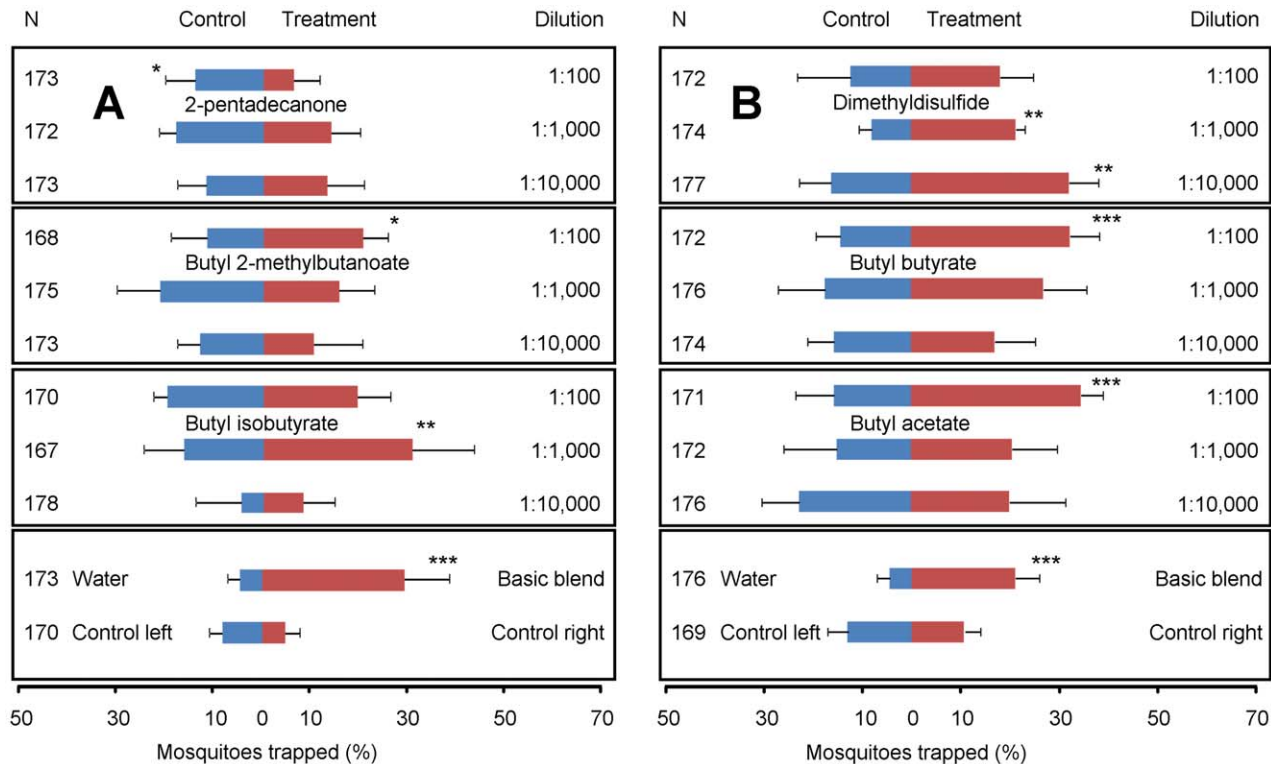 N Control Treatment Dilution
A
* 173 1:100
2-pentadecanone
172 1:1,000
173 1:10,000
168 * 1:100
Butyl 2-methylbutanoate
175 1:1,000
173 1:10,000
170 1:100
Butyl isobutyrate
167 ** 1:1,000
178 1:10,000
173 Water *** Basic blend
170 Control left Control right
50 30 10 0 10 30 50 70
Mosquitoes trapped (%)
N Control Treatment Dilution
B
172 1:100
Dimethyldisulfide
174 ** 1:1,000
177 ** 1:10,000
172 *** 1:100
Butyl butyrate
176 1:1,000
174 1:10,000
171 *** 1:100
Butyl acetate
172 1:1,000
176 1:10,000
176 Water *** Basic blend
169 Control left Control right
50 30 10 0 10 30 50 70
Mosquitoes trapped (%)